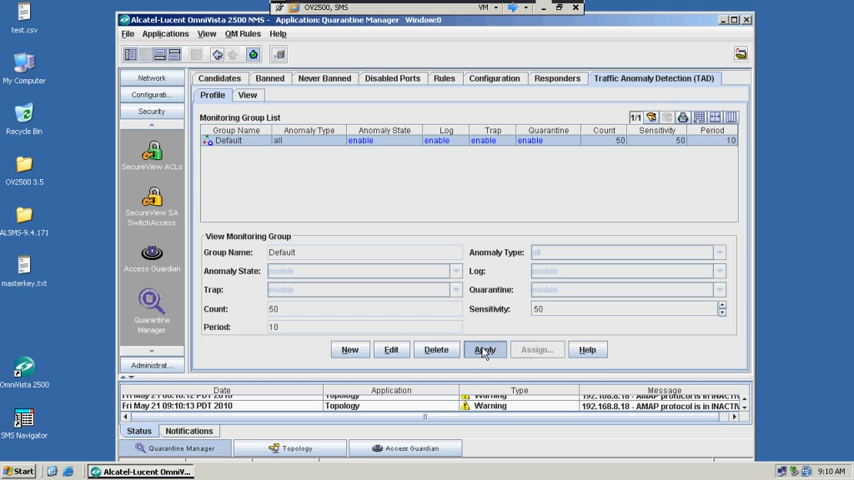 OV2500, SMS
VM
Alcatel-Lucent OmniVista 2500 NMS - Application: Quarantine Manager Window:0
File Applications View QM Rules Help
Network
Configurati...
Security
SecureView ACLs
SecureView SA
SwitchAccess
Access Guardian
Quarantine
Manager
Administrat...
Candidates Banned Never Banned Disabled Ports Rules Configuration Responders Traffic Anomaly Detection (TAD)
Profile View
Monitoring Group List
1/1
Group Name Anomaly Type Anomaly State Log Trap Quarantine Count Sensitivity Period
Default all enable enable enable enable 50 50 10
View Monitoring Group
Group Name: Default Anomaly Type: all
Anomaly State: enable Log: enable
Trap: enable Quarantine: enable
Count: 50 Sensitivity: 50
Period: 10
New Edit Delete Apply Assign... Help
Date Application Type Message
Topology Warning
Fri May 21 09:10:13 PDT 2010 Topology Warning 192.168.8.18 - AMAP protocol is in INACTIV
Status Notifications
Quarantine Manager Topology Access Guardian
test.csv
My Computer
Recycle Bin
OV2500 3.5
ALSMS-9.4.171
masterkey.txt
OmniVista 2500
SMS Navigator
Start Alcatel-Lucent OmniV... 9:10 AM